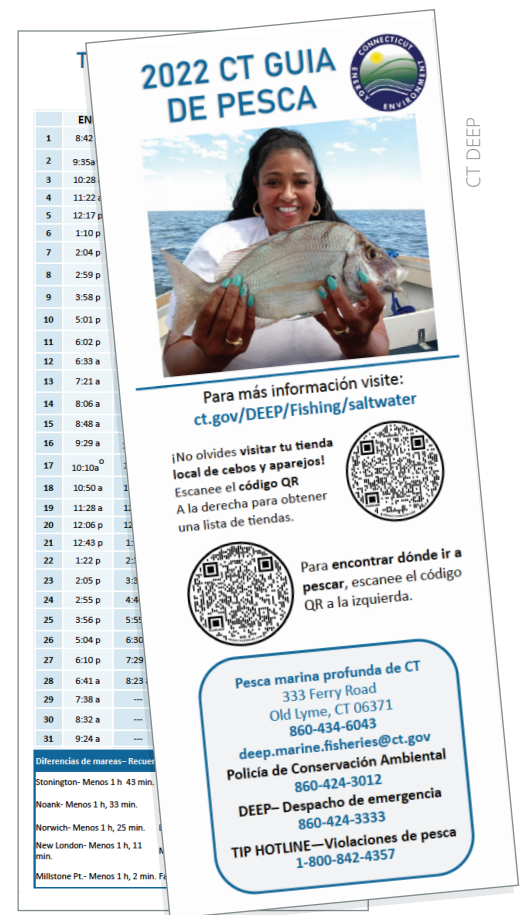 2022 CT GUIA
DE PESCA
CONNECTICUT
ENERGY
ENVIRONMENT
CT DEEP
Para más información visite:
ct.gov/DEEP/Fishing/saltwater
¡No olvides visitar tu tienda
local de cebos y aparejos!
Escanee el código QR
A la derecha para obtener
una lista de tiendas.
Para encontrar dónde ir a
pescar, escanee el código
QR a la izquierda.
Pesca marina profunda de CT
333 Ferry Road
Old Lyme, CT 06371
860-434-6043
deep.marine.fisheries@ct.gov
Policía de Conservación Ambiental
860-424-3012
DEEP– Despacho de emergencia
860-424-3333
TIP HOTLINE—Violaciones de pesca
1-800-842-4357
1 8:42
2 9:35a
3 10:28
4 11:22
5 12:17 p
6 1:10 p
7 2:04 p
8 2:59 p
9 3:58 p
10 5:01 p
11 6:02 p
12 6:33 a
13 7:21 a
14 8:06 a
15 8:48 a
16 9:29 a
17 10:10a
18 10:50 a
19 11:28 a
20 12:06 p
21 12:43 p
22 1:22 p
23 2:05 p
24 2:55 p
25 3:56 p
26 5:04 p 6:30
27 6:10 p 7:29
28 6:41 a 8:23
29 7:38 a ---
30 8:32 a ---
31 9:24 a ---
Diferencias de mareas–
Stonington- Menos 1 h 43 min.
Noank- Menos 1 h, 33 min.
Norwich- Menos 1 h, 25 min.
New London- Menos 1 h, 11
min.
Millstone Pt.- Menos 1 h, 2 min.